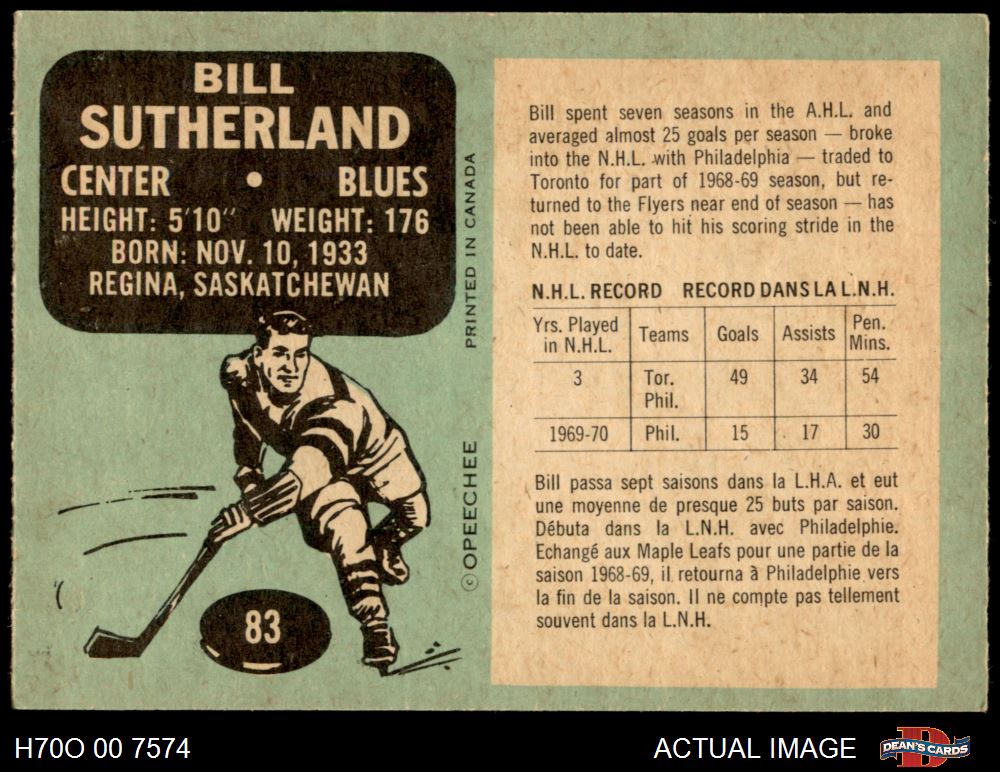 BILL
SUTHERLAND
CENTER • BLUES
HEIGHT: 5'10" WEIGHT: 176
BORN: NOV. 10, 1933
REGINA, SASKATCHEWAN
PRINTED IN CANADA
© OPEECHEE
83
Bill spent seven seasons in the A.H.L. and
averaged almost 25 goals per season — broke
into the N.H.L. with Philadelphia — traded to
Toronto for part of 1968-69 season, but re-
turned to the Flyers near end of season — has
not been able to hit his scoring stride in the
N.H.L. to date.
N.H.L. RECORD RECORD DANS LA L.N.H.
Yrs. Played in N.H.L. Teams Goals Assists Pen. Mins.
3 Tor. Phil. 49 34 54
1969-70 Phil. 15 17 30
Bill passa sept saisons dans la L.H.A. et eut
une moyenne de presque 25 buts par saison.
Débuta dans la L.N.H. avec Philadelphie.
Echangé aux Maple Leafs pour une partie de la
saison 1968-69, il retourna à Philadelphie vers
la fin de la saison. Il ne compte pas tellement
souvent dans la L.N.H.
H70O 00 7574
ACTUAL IMAGE
DEAN'S CARDS